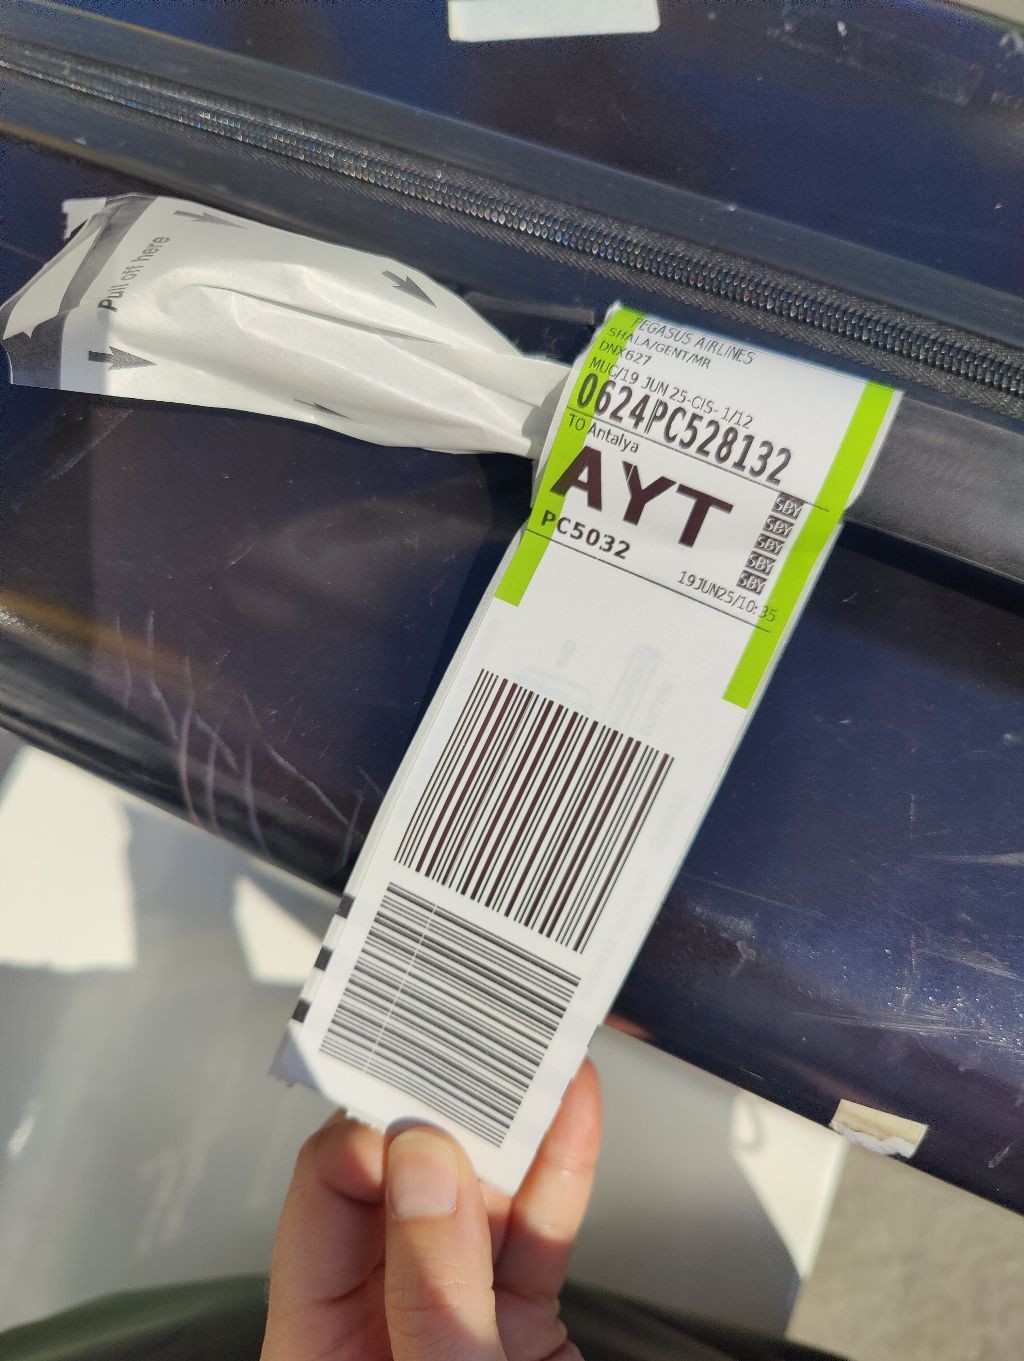 Pull off here
PEGASUS AIRLINES
SHALA/GENT/MR
DNX627
MUC/19 JUN 25-CIS- 1/12
0624PC528132
TO Antalya
AYT
SBY
SBY
SBY
SBY
SBY
PC5032
19JUN25/10:35